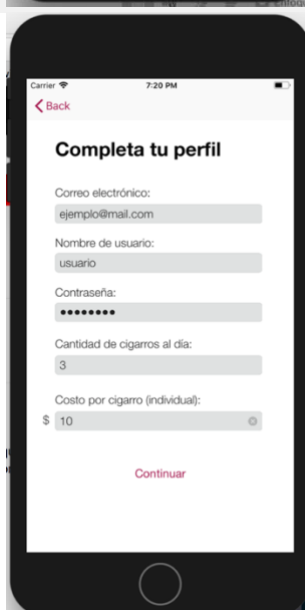 Enfoqu
Carrier 7:20 PM
Back
Completa tu perfil
Correo electrónico:
ejemplo@mail.com
Nombre de usuario:
usuario
Contraseña:
••••••••
Cantidad de cigarros al día:
3
Costo por cigarro (individual):
$ 10
Continuar